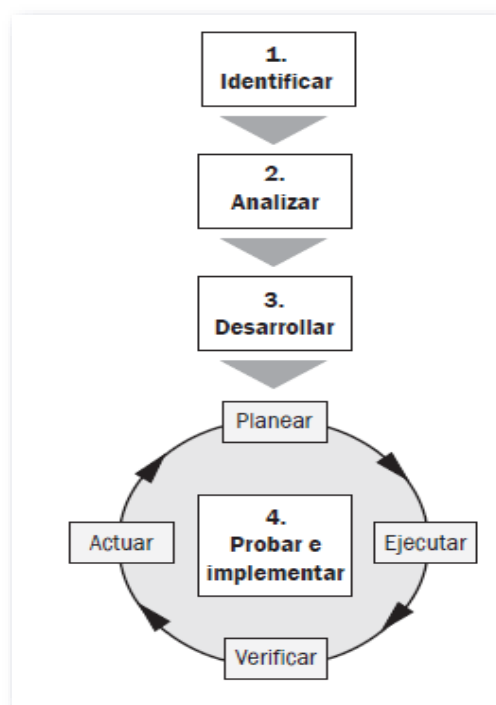 1.
Identificar
2.
Analizar
3.
Desarrollar
Planear
Actuar
4.
Probar e
implementar
Ejecutar
Verificar